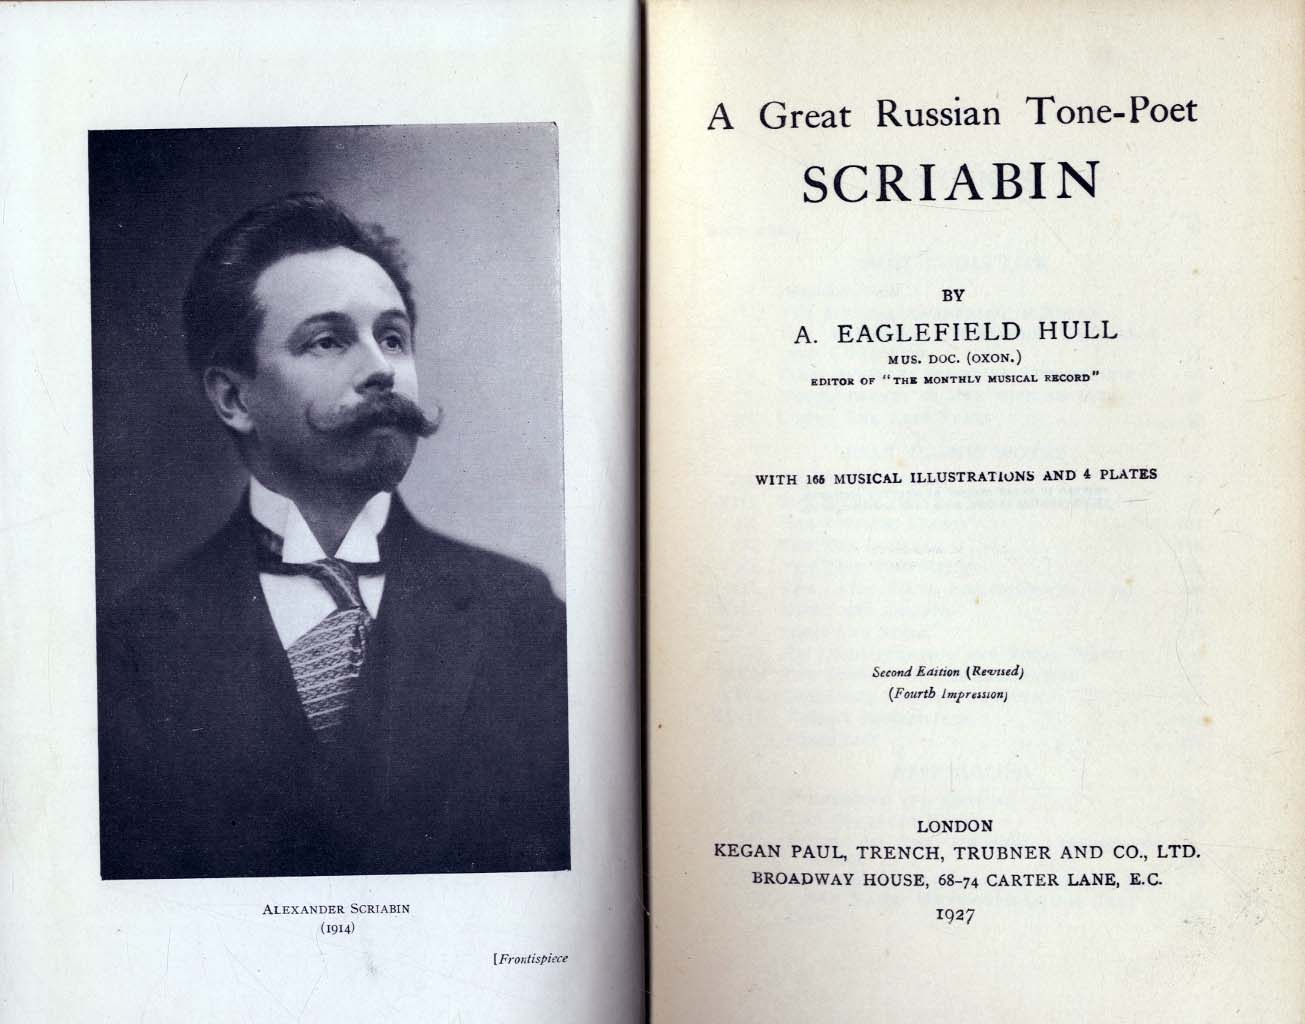 ALEXANDER SCRIABIN
(1914)
[Frontispiece
A Great Russian Tone-Poet
SCRIABIN
BY
A. EAGLEFIELD HULL
MUS. DOC. (OXON.)
EDITOR OF "THE MONTHLY MUSICAL RECORD"
WITH 165 MUSICAL ILLUSTRATIONS AND 4 PLATES
Second Edition (Revised)
(Fourth Impression)
LONDON
KEGAN PAUL, TRENCH, TRUBNER AND CO., LTD.
BROADWAY HOUSE, 68-74 CARTER LANE, E.C.
1927